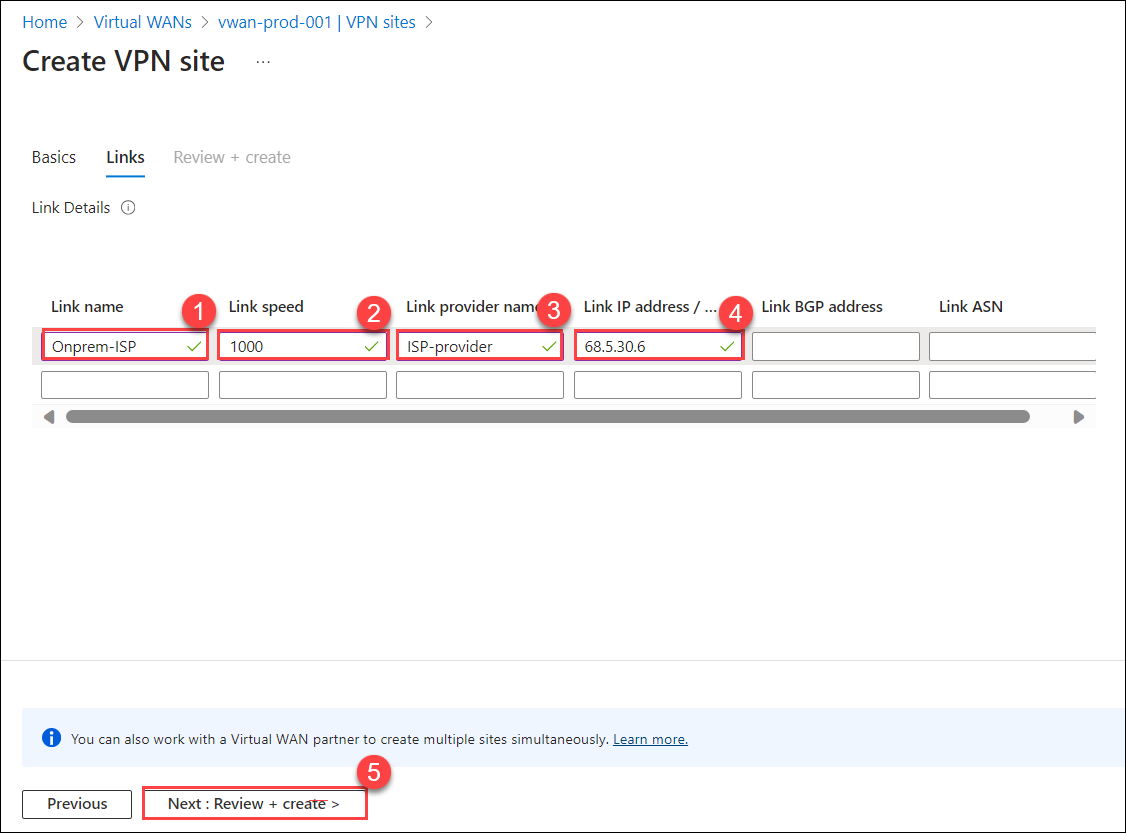 Home > Virtual WANs > vwan-prod-001 | VPN sites >
Create VPN site ...
Basics Links Review + create
Link Details
Link name 1 Link speed 2 Link provider name 3 Link IP address / ... 4 Link BGP address Link ASN
Onprem-ISP 1000 ISP-provider 68.5.30.6
You can also work with a Virtual WAN partner to create multiple sites simultaneously. Learn more.
5
Previous Next : Review + create >